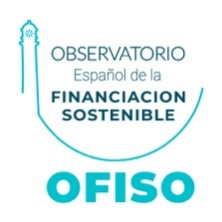 OBSERVATORIO
Español de la
FINANCIACION
SOSTENIBLE
OFISO